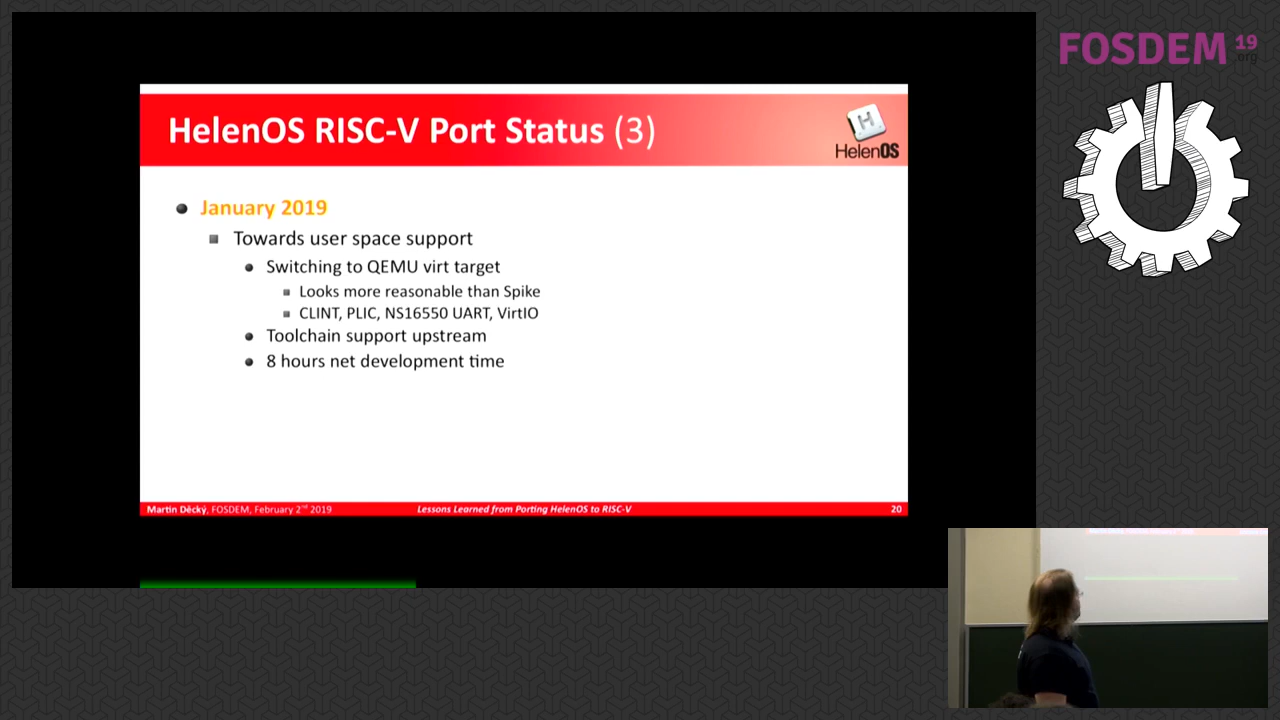 FOSDEM 19
.org
HelenOS RISC-V Port Status (3)
H
HelenOS
January 2019
Towards user space support
Switching to QEMU virt target
Looks more reasonable than Spike
CLINT, PLIC, NS16550 UART, VirtIO
Toolchain support upstream
8 hours net development time
Martin Děcký, FOSDEM, February 2nd 2019 Lessons Learned from Porting HelenOS to RISC-V 20